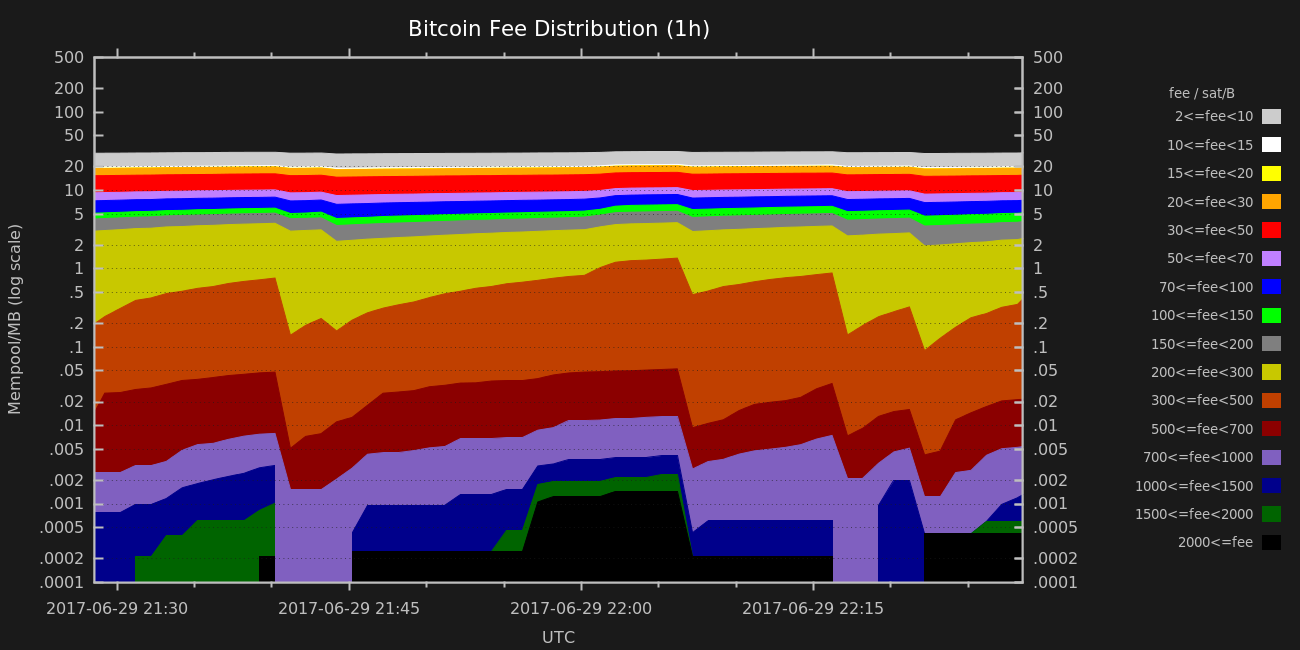 Bitcoin Fee Distribution (1h)
Mempool/MB (log scale)
500
200
100
50
20
10
5
2
1
.5
.2
.1
.05
.02
.01
.005
.002
.001
.0005
.0002
.0001
500
200
100
50
20
10
5
2
1
.5
.2
.1
.05
.02
.01
.005
.002
.001
.0005
.0002
.0001
fee / sat/B
2<=fee<10
10<=fee<15
15<=fee<20
20<=fee<30
30<=fee<50
50<=fee<70
70<=fee<100
100<=fee<150
150<=fee<200
200<=fee<300
300<=fee<500
500<=fee<700
700<=fee<1000
1000<=fee<1500
1500<=fee<2000
2000<=fee
2017-06-29 21:30
2017-06-29 21:45
2017-06-29 22:00
2017-06-29 22:15
UTC